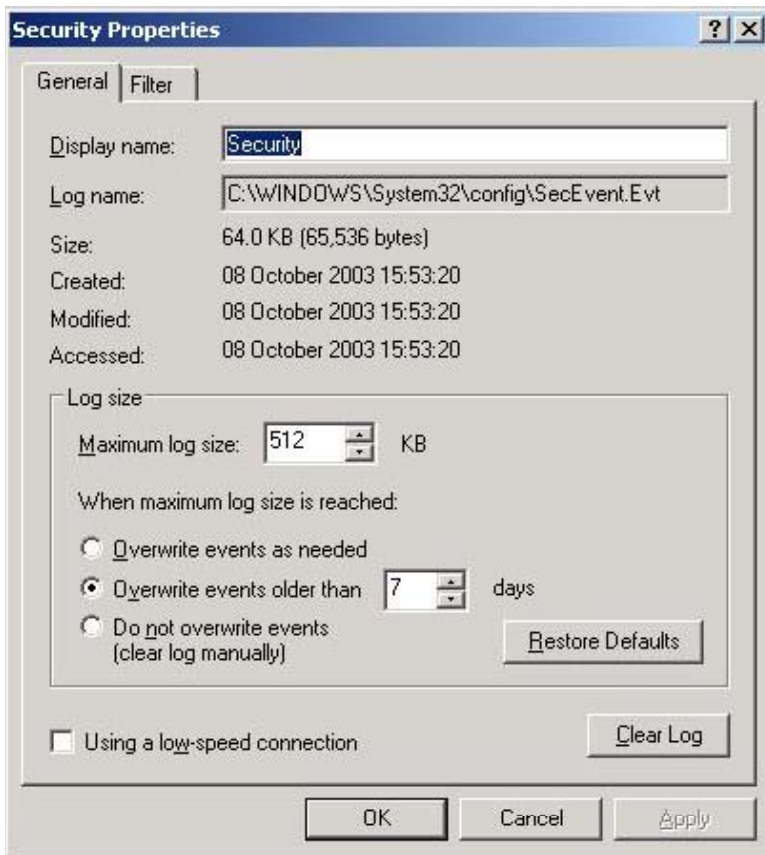 Security Properties
General Filter
Display name: Security
Log name: C:\WINDOWS\System32\config\SecEvent.Evt
Size: 64.0 KB (65,536 bytes)
Created: 08 October 2003 15:53:20
Modified: 08 October 2003 15:53:20
Accessed: 08 October 2003 15:53:20
Log size
Maximum log size: 512 KB
When maximum log size is reached:
Overwrite events as needed
Overwrite events older than 7 days
Do not overwrite events
(clear log manually)
Restore Defaults
Using a low-speed connection
Clear Log
OK Cancel Apply